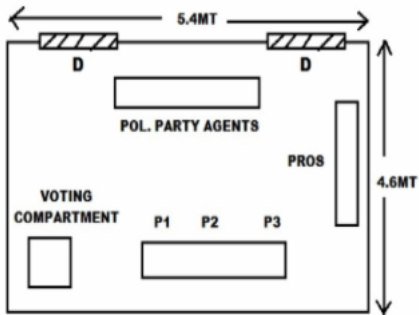 5.4MT
D D
POL. PARTY AGENTS
PROS
4.6MT
VOTING
COMPARTMENT
P1 P2 P3